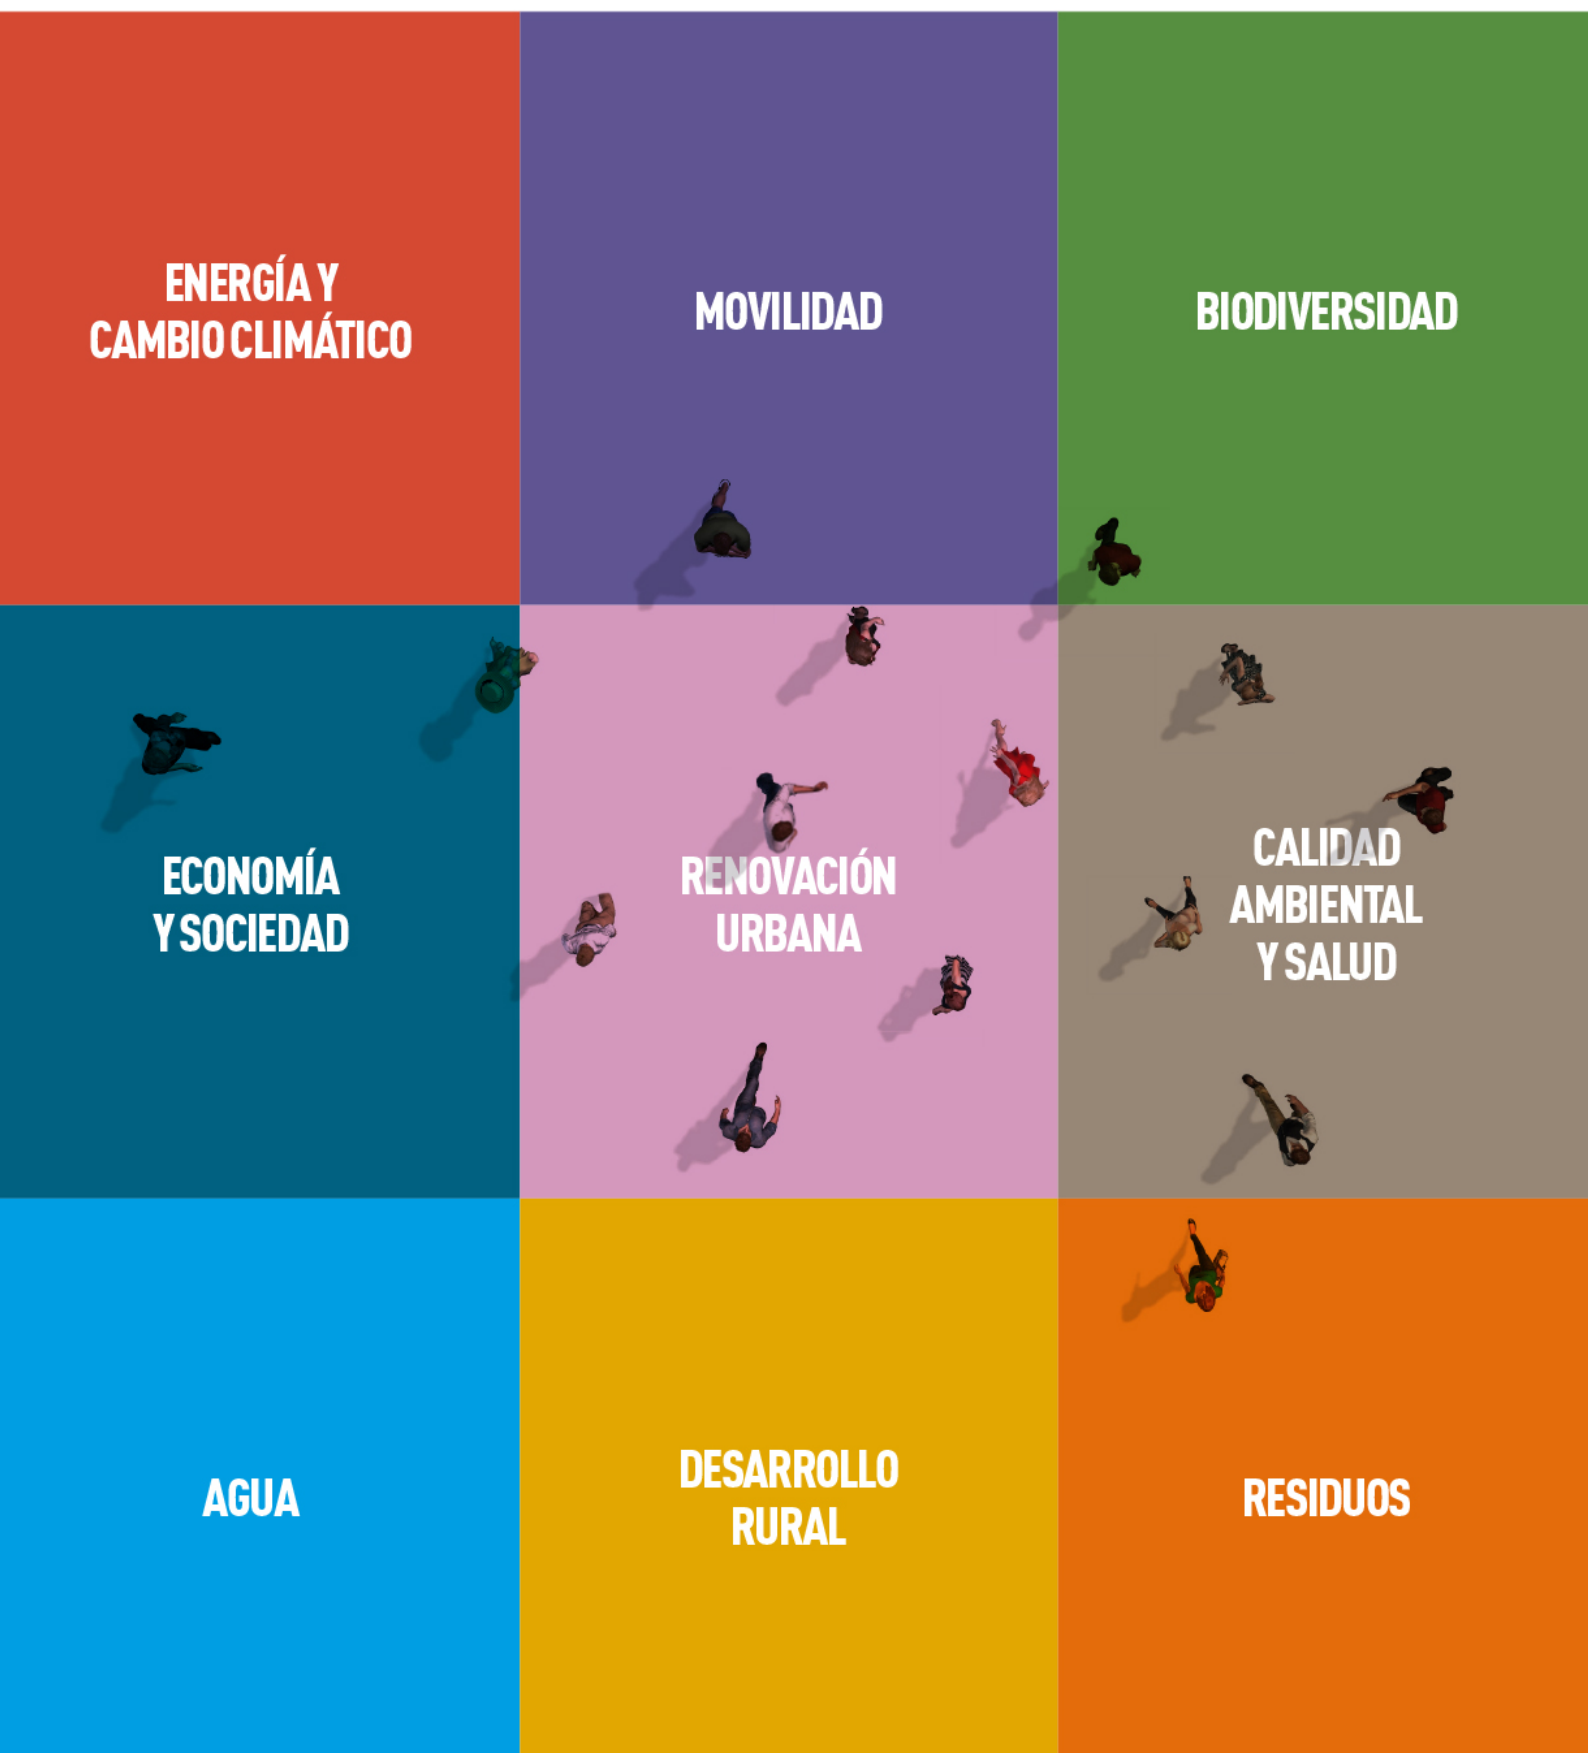 ENERGÍA Y
CAMBIO CLIMÁTICO
MOVILIDAD
BIODIVERSIDAD
ECONOMÍA
Y SOCIEDAD
RENOVACIÓN
URBANA
CALIDAD
AMBIENTAL
Y SALUD
AGUA
DESARROLLO
RURAL
RESIDUOS